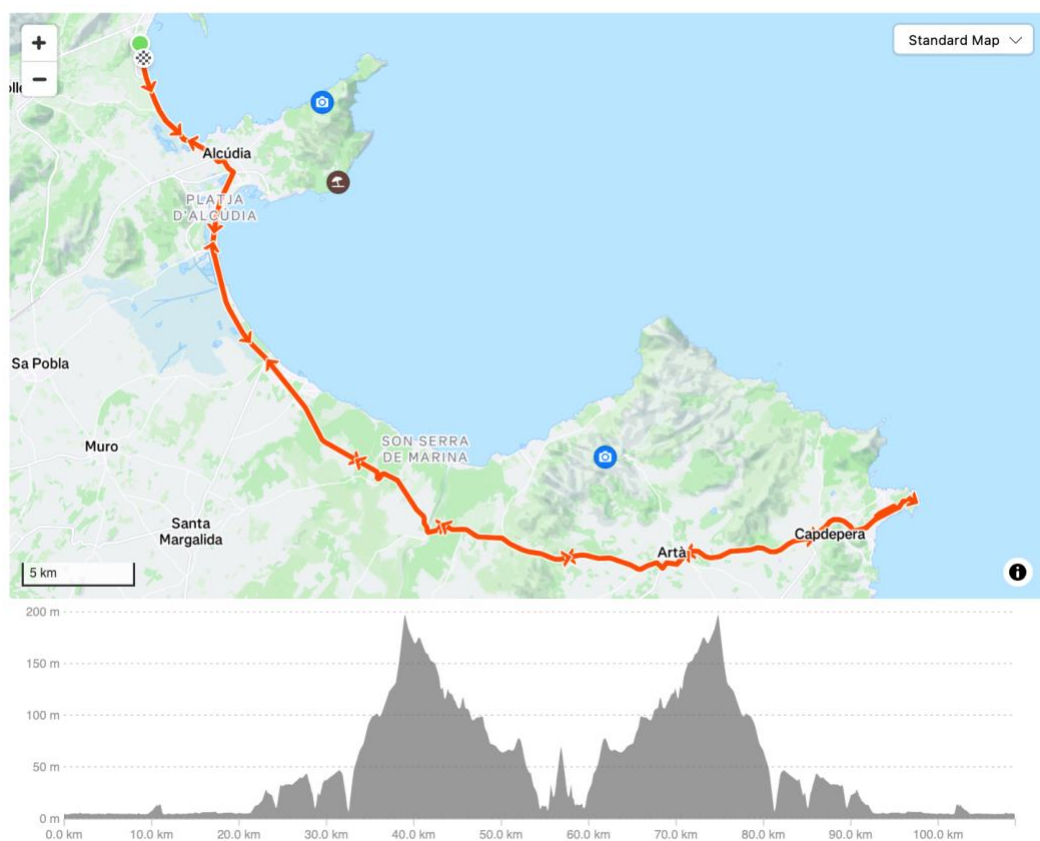 +
Standard Map
−
olle
Alcúdia
PLATJA
D'ALCÚDIA
Sa Pobla
Muro
SON SERRA
DE MARINA
Santa
Margalida
Capdepera
Artà
5 km
200 m
150 m
100 m
50 m
0 m
0.0 km 10.0 km 20.0 km 30.0 km 40.0 km 50.0 km 60.0 km 70.0 km 80.0 km 90.0 km 100.0 km